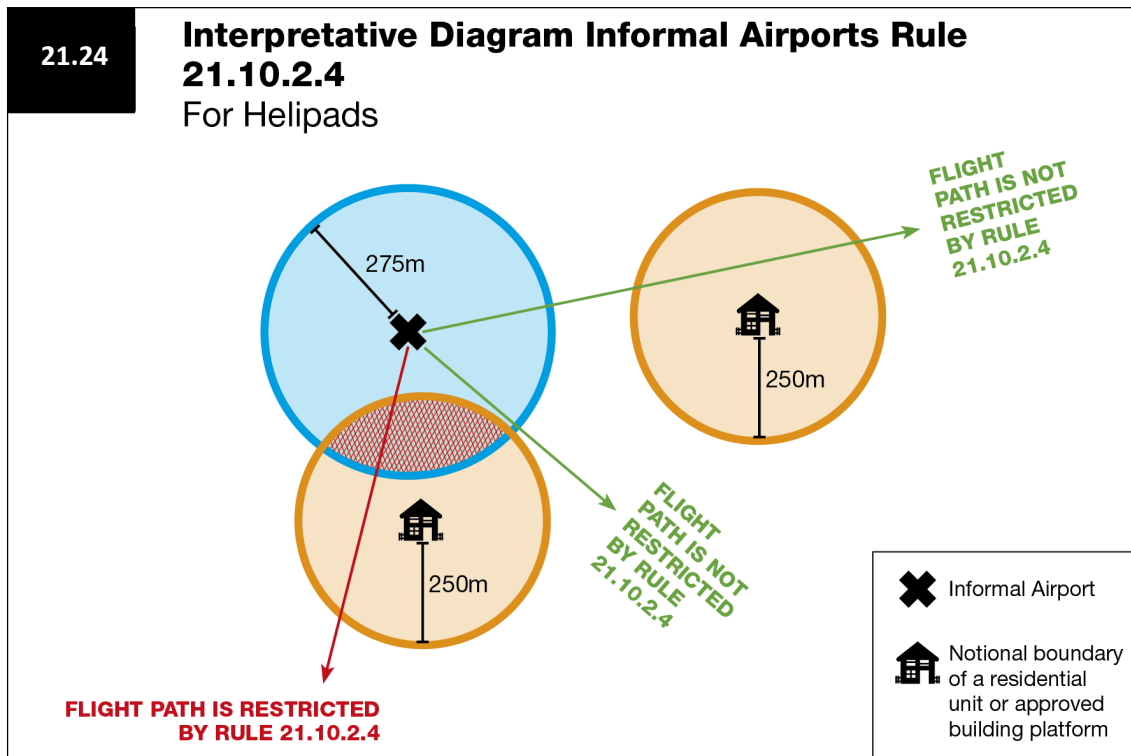 21.24
Interpretative Diagram Informal Airports Rule
21.10.2.4
For Helipads
275m
FLIGHT
PATH IS NOT
RESTRICTED
BY RULE
21.10.2.4
250m
FLIGHT
PATH IS NOT
RESTRICTED
BY RULE
21.10.2.4
250m
FLIGHT PATH IS RESTRICTED
BY RULE 21.10.2.4
Informal Airport
Notional boundary
of a residential
unit or approved
building platform